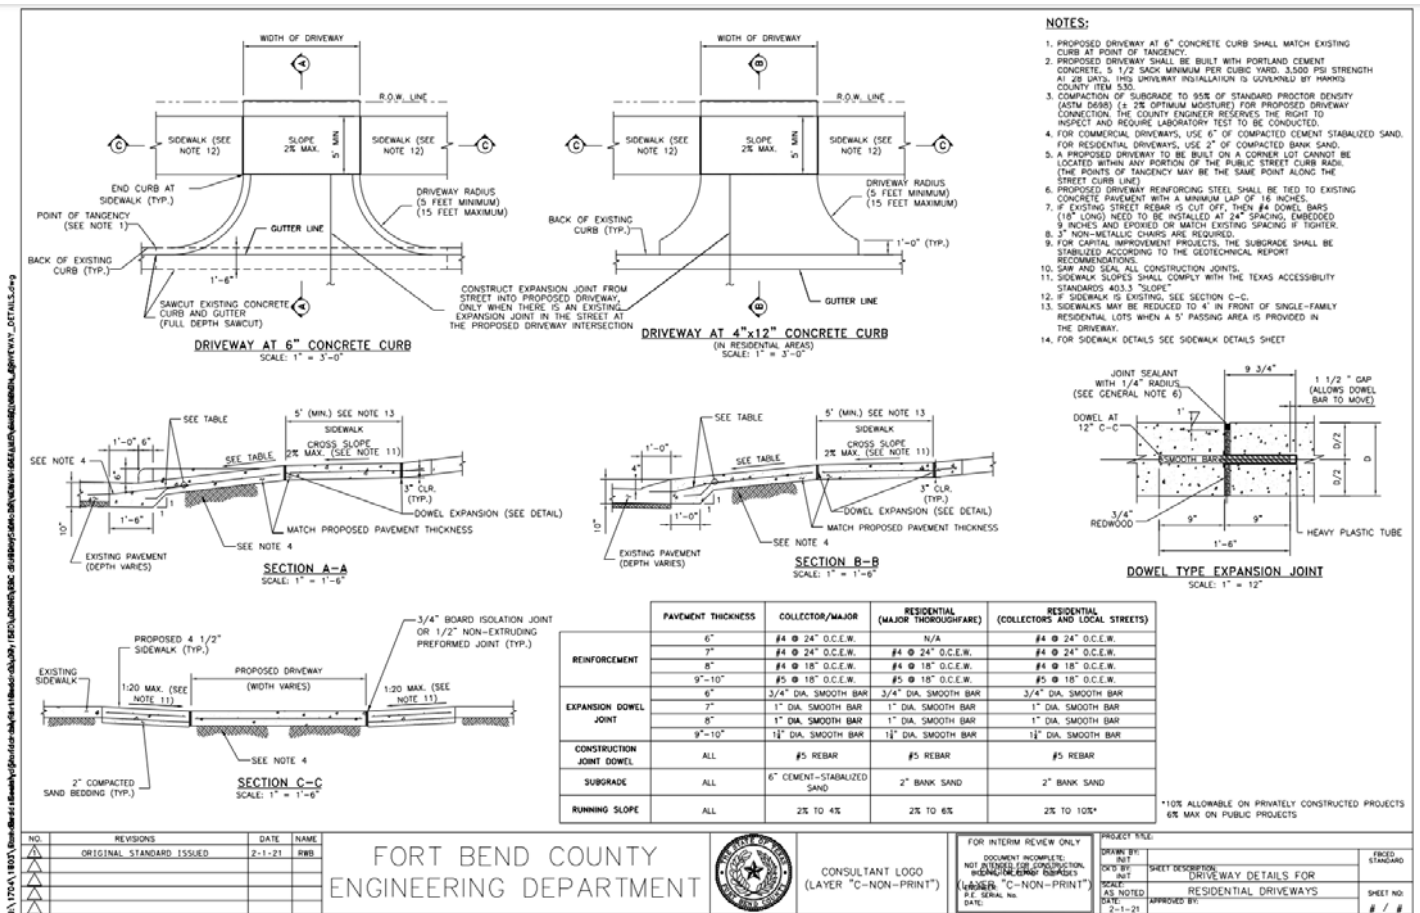 WIDTH OF DRIVEWAY
A
R.O.W. LINE
C
SIDEWALK (SEE
NOTE 12)
SLOPE
2% MAX.
5' MIN
SIDEWALK (SEE
NOTE 12)
C
END CURB AT
SIDEWALK (TYP.)
POINT OF TANGENCY
(SEE NOTE 1)
DRIVEWAY RADIUS
(5 FEET MINIMUM)
(15 FEET MAXIMUM)
GUTTER LINE
BACK OF EXISTING
CURB (TYP.)
1'-6"
SAWCUT EXISTING CONCRETE
CURB AND GUTTER
(FULL DEPTH SAWCUT)
A
DRIVEWAY AT 6" CONCRETE CURB
SCALE: 1" = 3'-0"
CONSTRUCT EXPANSION JOINT FROM
STREET INTO PROPOSED DRIVEWAY,
ONLY WHEN THERE IS AN EXISTING
EXPANSION JOINT IN THE STREET AT
THE PROPOSED DRIVEWAY INTERSECTION
WIDTH OF DRIVEWAY
B
R.O.W. LINE
C
SIDEWALK (SEE
NOTE 12)
SLOPE
2% MAX.
5' MIN
SIDEWALK (SEE
NOTE 12)
C
DRIVEWAY RADIUS
(5 FEET MINIMUM)
(15 FEET MAXIMUM)
BACK OF EXISTING
CURB (TYP.)
1'-0" (TYP.)
B
GUTTER LINE
DRIVEWAY AT 4"x12" CONCRETE CURB
(IN RESIDENTIAL AREAS)
SCALE: 1" = 3'-0"
NOTES:
1. PROPOSED DRIVEWAY AT 6" CONCRETE CURB SHALL MATCH EXISTING
CURB AT POINT OF TANGENCY.
2. PROPOSED DRIVEWAY SHALL BE BUILT WITH PORTLAND CEMENT
CONCRETE, 5 1/2 SACK MINIMUM PER CUBIC YARD. 3,500 PSI STRENGTH
AT 28 DAYS. THIS DRIVEWAY INSTALLATION IS GOVERNED BY HARRIS
COUNTY ITEM 530.
3. COMPACTION OF SUBGRADE TO 95% OF STANDARD PROCTOR DENSITY
(ASTM D698) (± 2% OPTIMUM MOISTURE) FOR PROPOSED DRIVEWAY
CONNECTION. THE COUNTY ENGINEER RESERVES THE RIGHT TO
INSPECT AND REQUIRE LABORATORY TEST TO BE CONDUCTED.
4. FOR COMMERCIAL DRIVEWAYS, USE 6" OF COMPACTED CEMENT STABALIZED SAND.
FOR RESIDENTIAL DRIVEWAYS, USE 2" OF COMPACTED BANK SAND.
5. A PROPOSED DRIVEWAY TO BE BUILT ON A CORNER LOT CANNOT BE
LOCATED WITHIN ANY PORTION OF THE PUBLIC STREET CURB RADII.
(THE POINTS OF TANGENCY MAY BE THE SAME POINT ALONG THE
STREET CURB LINE)
6. PROPOSED DRIVEWAY REINFORCING STEEL SHALL BE TIED TO EXISTING
CONCRETE PAVEMENT WITH A MINIMUM LAP OF 16 INCHES.
7. IF EXISTING STREET REBAR IS CUT OFF, THEN #4 DOWEL BARS
(18" LONG) NEED TO BE INSTALLED AT 24" SPACING, EMBEDDED
9 INCHES AND EPOXIED OR MATCH EXISTING SPACING IF TIGHTER.
8. 3" NON-METALLIC CHAIRS ARE REQUIRED.
9. FOR CAPITAL IMPROVEMENT PROJECTS, THE SUBGRADE SHALL BE
STABILIZED ACCORDING TO THE GEOTECHNICAL REPORT
RECOMMENDATIONS.
10. SAW AND SEAL ALL CONSTRUCTION JOINTS.
11. SIDEWALK SLOPES SHALL COMPLY WITH THE TEXAS ACCESSIBILITY
STANDARDS 403.3 "SLOPE"
12. IF SIDEWALK IS EXISTING, SEE SECTION C-C.
13. SIDEWALKS MAY BE REDUCED TO 4' IN FRONT OF SINGLE-FAMILY
RESIDENTIAL LOTS WHEN A 5' PASSING AREA IS PROVIDED IN
THE DRIVEWAY.
14. FOR SIDEWALK DETAILS SEE SIDEWALK DETAILS SHEET
SEE TABLE
5' (MIN.) SEE NOTE 13
SIDEWALK
1'-0" 6"
CROSS SLOPE
2% MAX. (SEE NOTE 11)
SEE NOTE 4
SEE TABLE
6"
3" CLR.
(TYP.)
1
1
1'-6"
10"
DOWEL EXPANSION (SEE DETAIL)
MATCH PROPOSED PAVEMENT THICKNESS
SEE NOTE 4
EXISTING PAVEMENT
(DEPTH VARIES)
SECTION A-A
SCALE: 1" = 1'-6"
SEE TABLE
5' (MIN.) SEE NOTE 13
SIDEWALK
1'-0"
CROSS SLOPE
2% MAX. (SEE NOTE 11)
4"
SEE TABLE
3" CLR.
(TYP.)
1
1
1'-0"
10"
DOWEL EXPANSION (SEE DETAIL)
MATCH PROPOSED PAVEMENT THICKNESS
SEE NOTE 4
EXISTING PAVEMENT
(DEPTH VARIES)
SECTION B-B
SCALE: 1" = 1'-6"
JOINT SEALANT
WITH 1/4" RADIUS
(SEE GENERAL NOTE 6)
9 3/4"
1 1/2 " GAP
(ALLOWS DOWEL
BAR TO MOVE)
DOWEL AT
12" C-C
1'
SMOOTH BAR
D/2
D/2
D
3/4"
REDWOOD
9"
9"
1'-6"
HEAVY PLASTIC TUBE
DOWEL TYPE EXPANSION JOINT
SCALE: 1" = 12"
3/4" BOARD ISOLATION JOINT
OR 1/2" NON-EXTRUDING
PREFORMED JOINT (TYP.)
PROPOSED 4 1/2"
SIDEWALK (TYP.)
EXISTING
SIDEWALK
PROPOSED DRIVEWAY
(WIDTH VARIES)
1:20 MAX. (SEE
NOTE 11)
1:20 MAX. (SEE
NOTE 11)
SEE NOTE 4
2" COMPACTED
SAND BEDDING (TYP.)
SECTION C-C
SCALE: 1" = 1'-6"
PAVEMENT THICKNESS COLLECTOR/MAJOR RESIDENTIAL (MAJOR THOROUGHFARE) RESIDENTIAL (COLLECTORS AND LOCAL STREETS)
REINFORCEMENT
6" #4 @ 24" O.C.E.W. N/A #4 @ 24" O.C.E.W.
7" #4 @ 24" O.C.E.W. #4 @ 24" O.C.E.W. #4 @ 24" O.C.E.W.
8" #4 @ 18" O.C.E.W. #4 @ 18" O.C.E.W. #4 @ 18" O.C.E.W.
9"-10" #5 @ 18" O.C.E.W. #5 @ 18" O.C.E.W. #5 @ 18" O.C.E.W.
EXPANSION DOWEL
JOINT
6" 3/4" DIA. SMOOTH BAR 3/4" DIA. SMOOTH BAR 3/4" DIA. SMOOTH BAR
7" 1" DIA. SMOOTH BAR 1" DIA. SMOOTH BAR 1" DIA. SMOOTH BAR
8" 1" DIA. SMOOTH BAR 1" DIA. SMOOTH BAR 1" DIA. SMOOTH BAR
9"-10" DIA. SMOOTH BAR DIA. SMOOTH BAR DIA. SMOOTH BAR
CONSTRUCTION
JOINT DOWEL
ALL #5 REBAR #5 REBAR #5 REBAR
SUBGRADE ALL 6" CEMENT-STABALIZED SAND 2" BANK SAND 2" BANK SAND
RUNNING SLOPE ALL 2% TO 4% 2% TO 6% 2% TO 10%*
*10% ALLOWABLE ON PRIVATELY CONSTRUCTED PROJECTS
6% MAX ON PUBLIC PROJECTS
NO. REVISIONS DATE NAME
1 ORIGINAL STANDARD ISSUED 2-1-21 RWB
FORT BEND COUNTY
ENGINEERING DEPARTMENT
THE STATE OF TEXAS
FORT BEND COUNTY
CONSULTANT LOGO
(LAYER "C-NON-PRINT")
FOR INTERIM REVIEW ONLY
DOCUMENT INCOMPLETE:
NOT INTENDED FOR CONSTRUCTION,
(LAYER "C-NON-PRINT")
P.E. SERIAL No.
DATE:
PROJECT TITLE:
DRAWN BY:
INIT
CK'D BY:
INIT
SCALE:
AS NOTED
DATE:
2-1-21
SHEET DESCRIPTION:
DRIVEWAY DETAILS FOR
RESIDENTIAL DRIVEWAYS
APPROVED BY:
FBCED
STANDARD
SHEET NO:
# / #